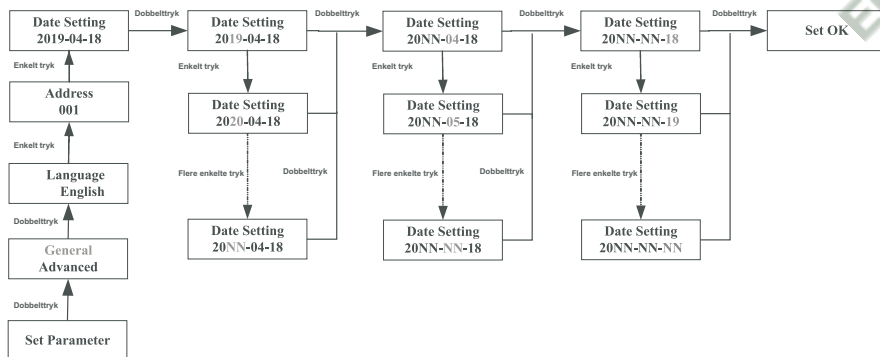 Date Setting
2019-04-18
Dobbelttryk
Date Setting
2019-04-18
Dobbelttryk
Date Setting
20NN-04-18
Dobbelttryk
Date Setting
20NN-NN-18
Dobbelttryk
Set OK
Enkelt tryk
Enkelt tryk
Enkelt tryk
Enkelt tryk
Address
001
Date Setting
2020-04-18
Date Setting
20NN-05-18
Date Setting
20NN-NN-19
Enkelt tryk
Language
English
Flere enkelte tryk
Dobbelttryk
Flere enkelte tryk
Dobbelttryk
Flere enkelte tryk
Dobbelttryk
General
Advanced
Date Setting
20NN-04-18
Date Setting
20NN-NN-18
Date Setting
20NN-NN-NN
Dobbelttryk
Set Parameter